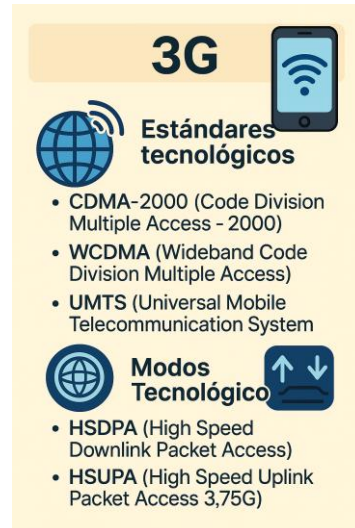 3G
Estándares
tecnológicos
• CDMA-2000 (Code Division
Multiple Access - 2000)
• WCDMA (Wideband Code
Division Multiple Access)
• UMTS (Universal Mobile
Telecommunication System
Modos
Tecnológico
• HSDPA (High Speed
Downlink Packet Access)
• HSUPA (High Speed Uplink
Packet Access 3,75G)